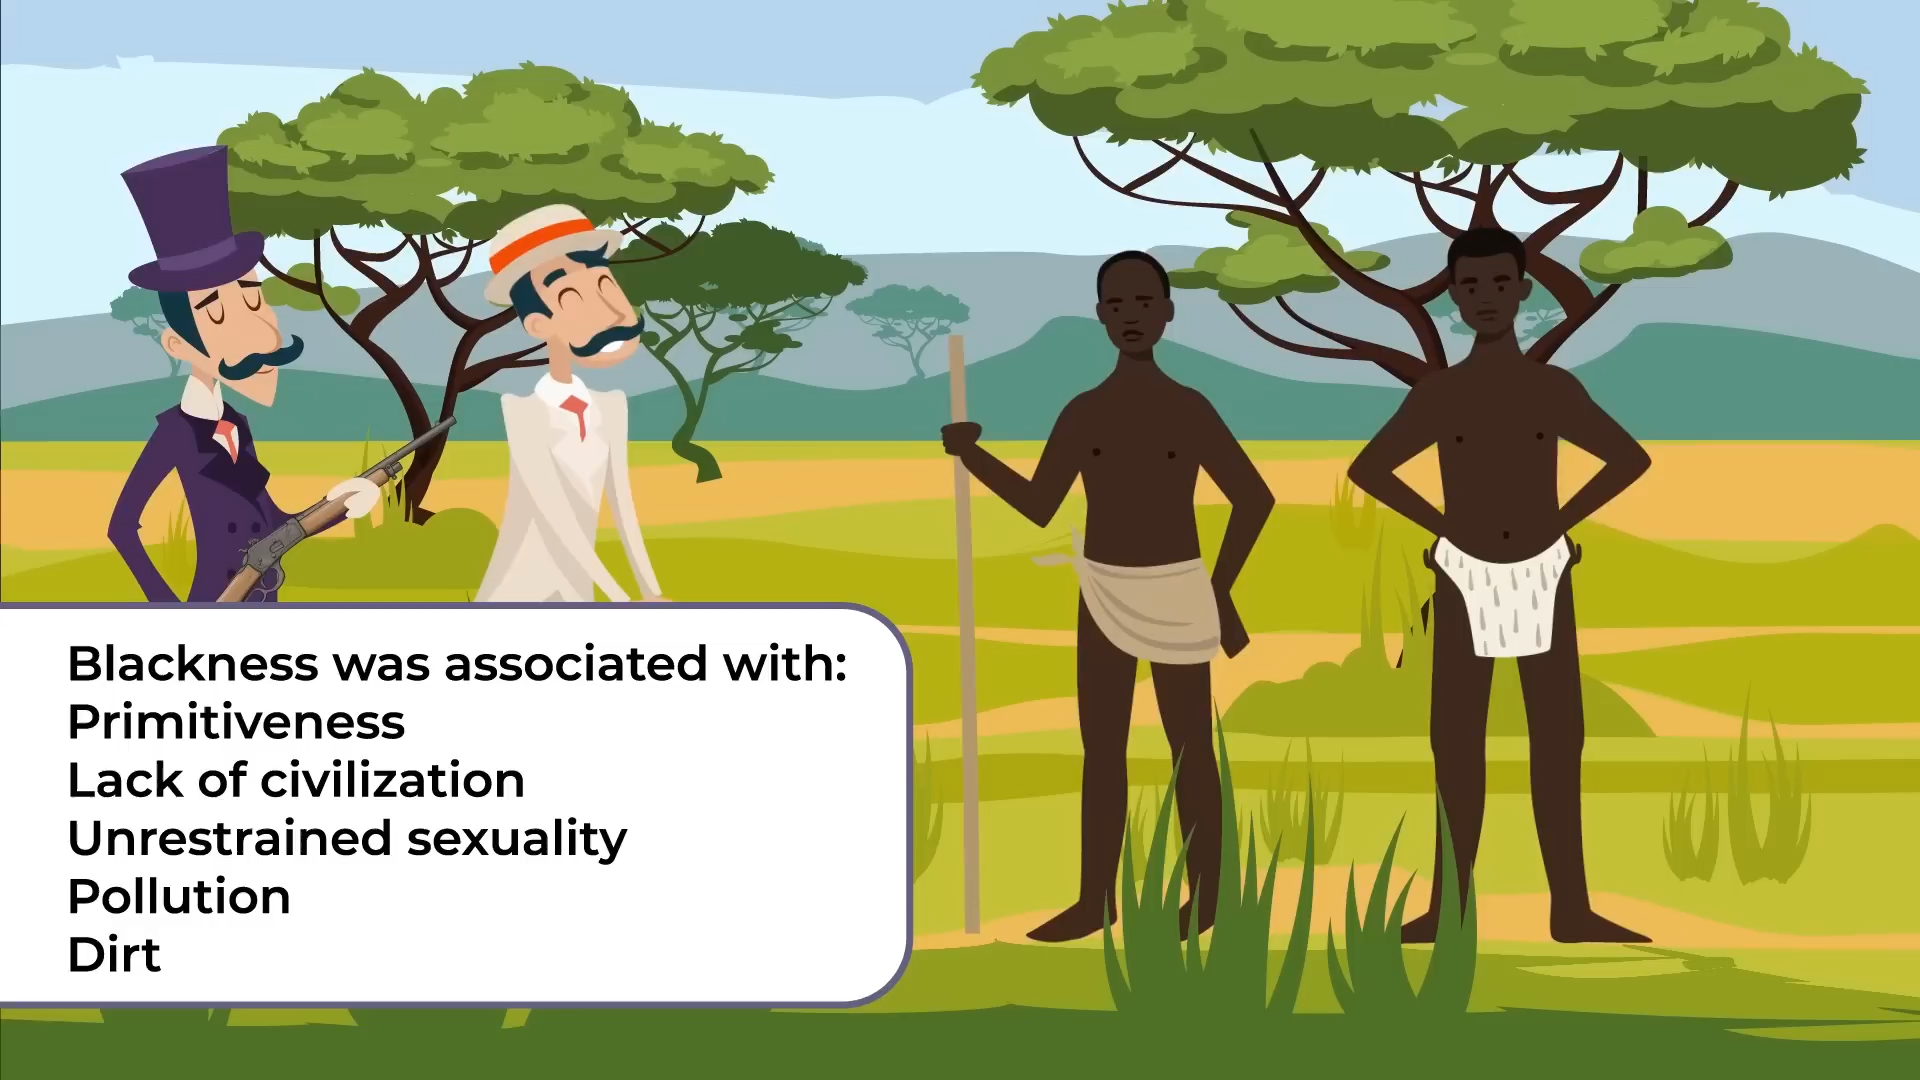 Blackness was associated with:
Primitiveness
Lack of civilization
Unrestrained sexuality
Pollution
Dirt